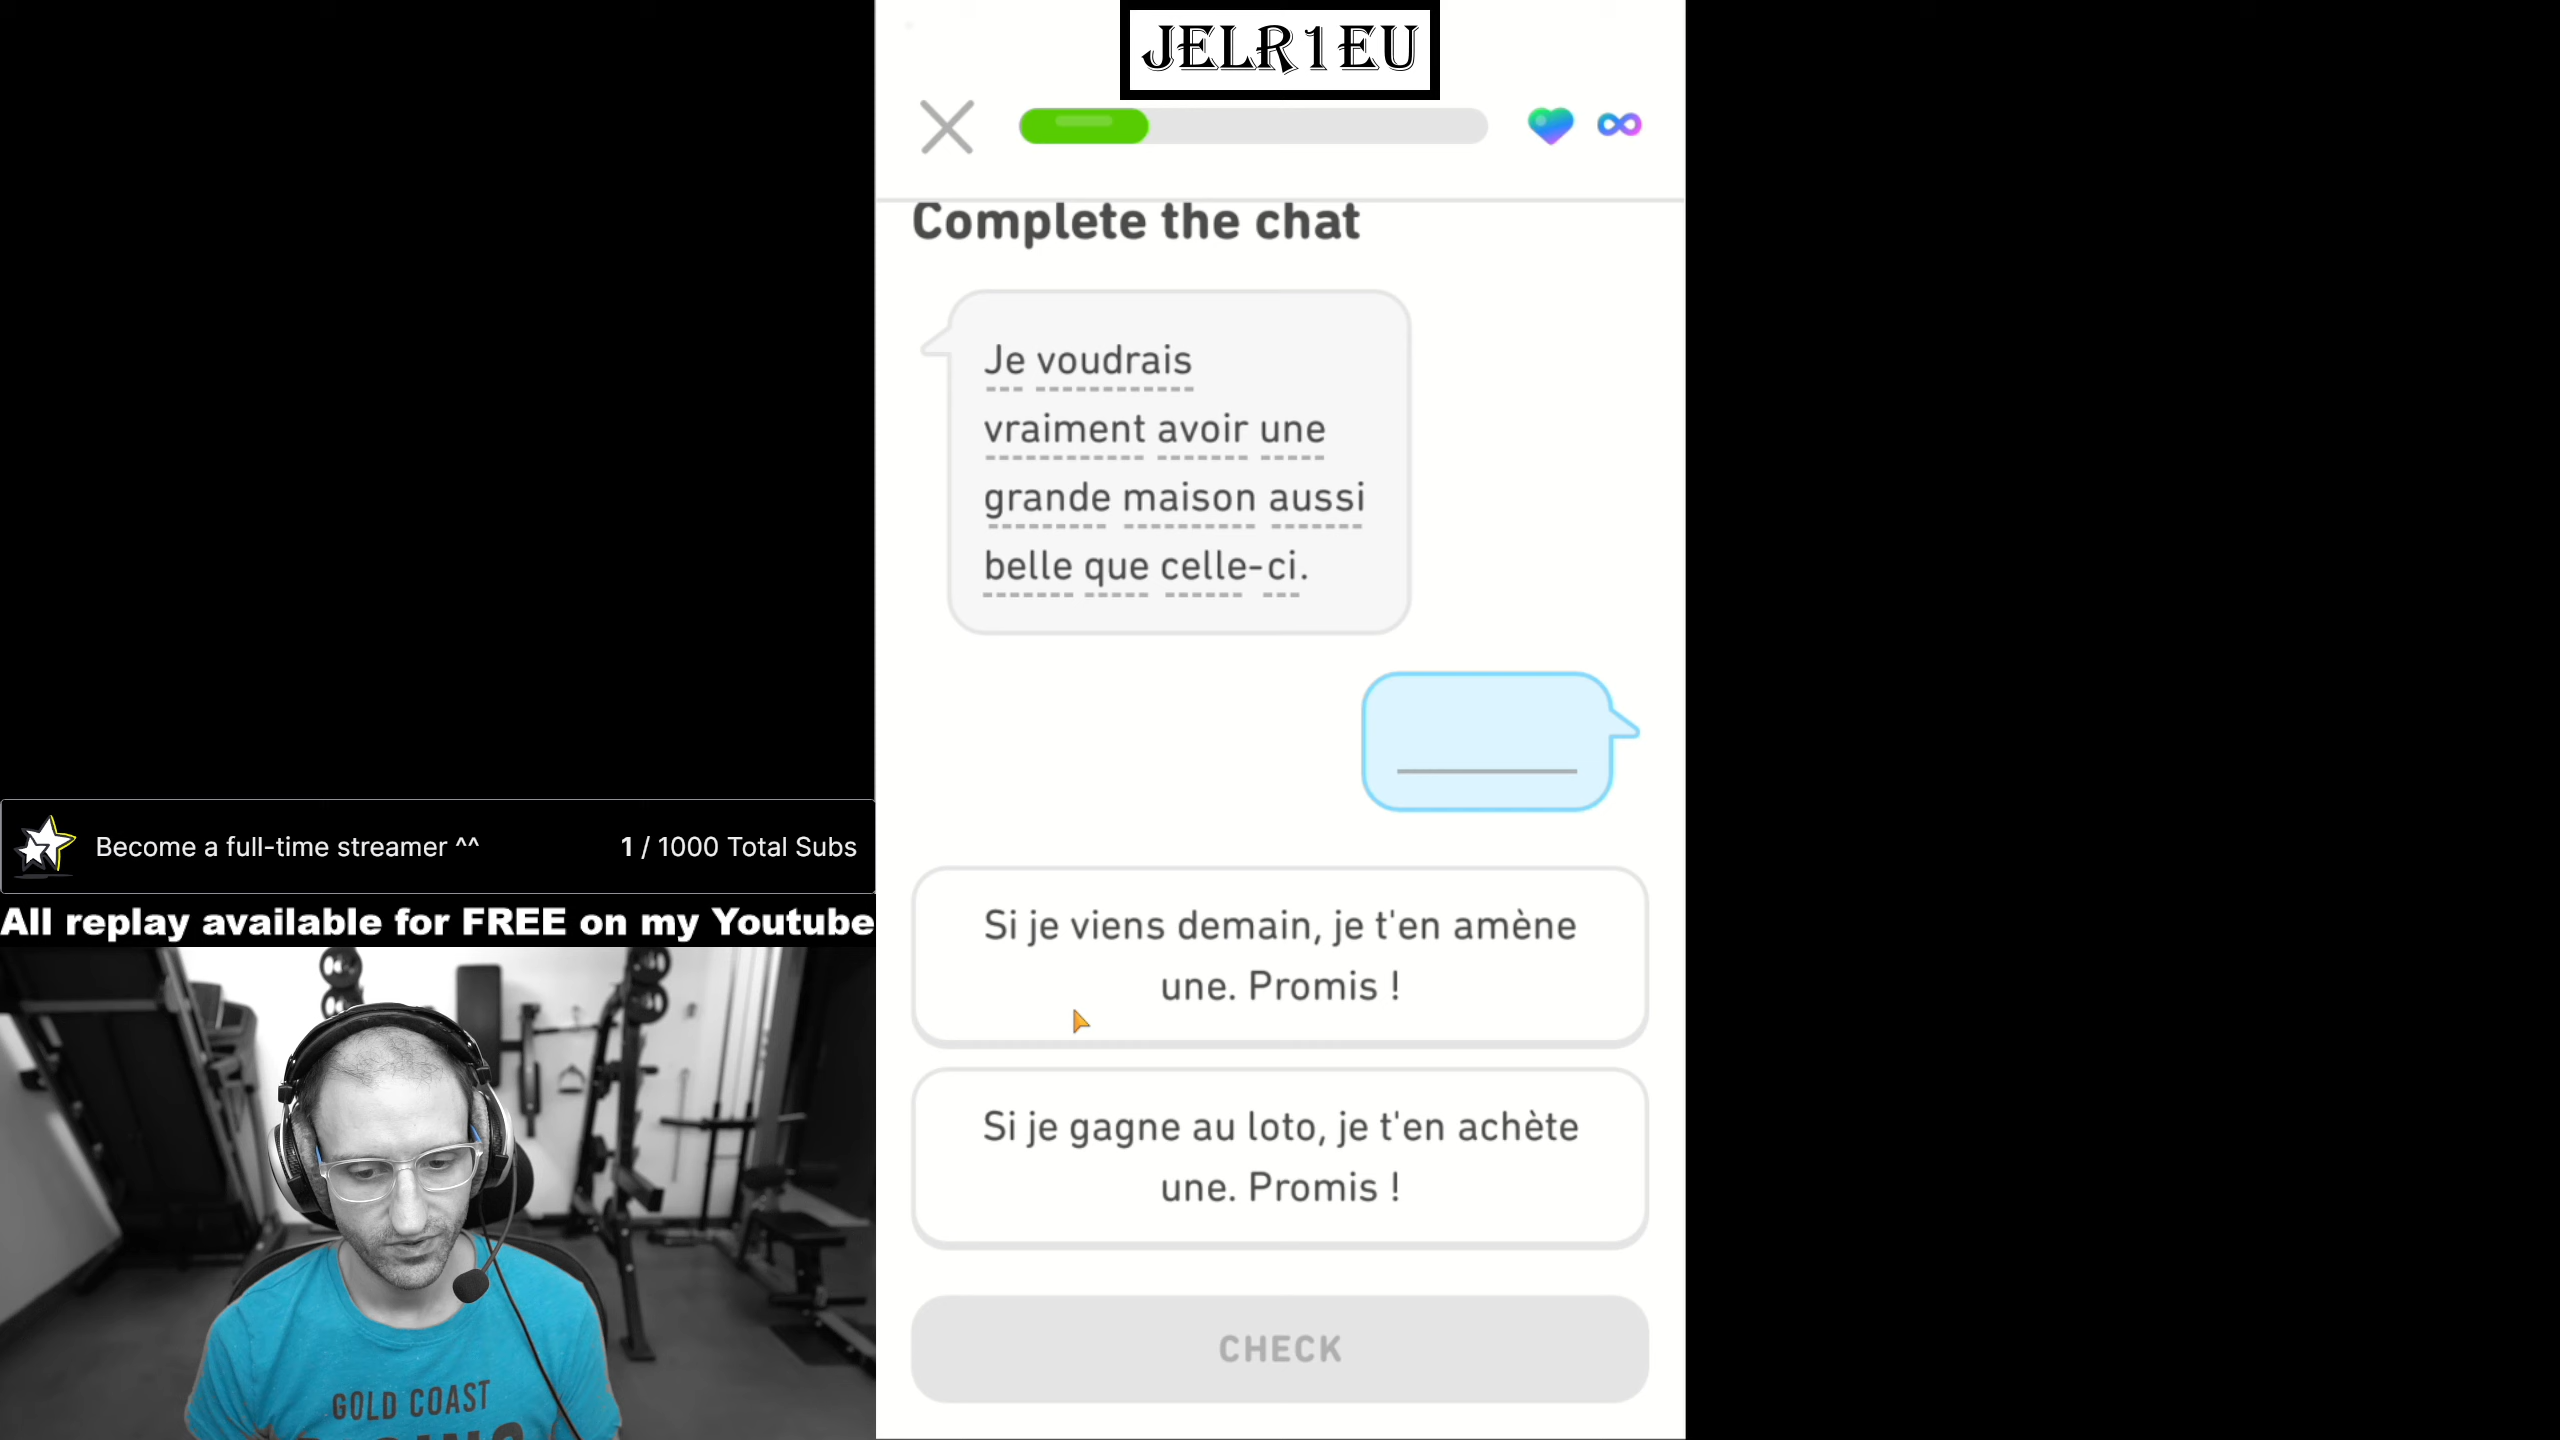 JELR1EU
Complete the chat
Je voudrais
vraiment avoir une
grande maison aussi
belle que celle-ci.
Si je viens demain, je t'en amène
une. Promis !
Si je gagne au loto, je t'en achète
une. Promis !
CHECK
Become a full-time streamer ^^ 1 / 1000 Total Subs
All replay available for FREE on my Youtube
GOLD COAST